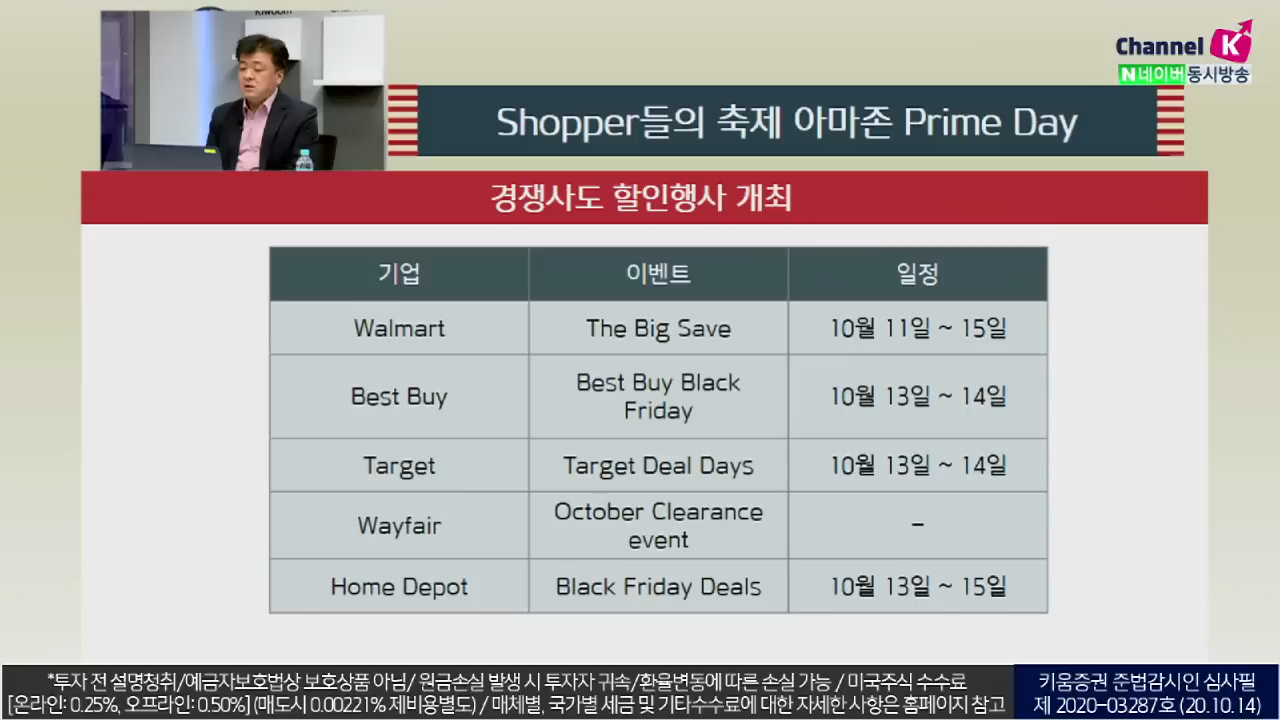 Channel K
N 네이버 동시방송
Shopper들의 축제 아마존 Prime Day
경쟁사도 할인행사 개최
기업 이벤트 일정
Walmart The Big Save 10월 11일 ~ 15일
Best Buy Best Buy Black
Friday 10월 13일 ~ 14일
Target Target Deal Days 10월 13일 ~ 14일
Wayfair October Clearance
event -
Home Depot Black Friday Deals 10월 13일 ~ 15일
*투자 전 설명청취/예금자보호법상 보호상품 아님/ 원금손실 발생 시 투자자 귀속/환율변동에 따른 손실 가능 / 미국주식 수수료
[온라인: 0.25%, 오프라인: 0.50%] (매도시 0.00221% 제비용별도) / 매체별, 국가별 세금 및 기타수수료에 대한 자세한 사항은 홈페이지 참고
키움증권 준법감시인 심사필
제 2020-03287호 (20.10.14)